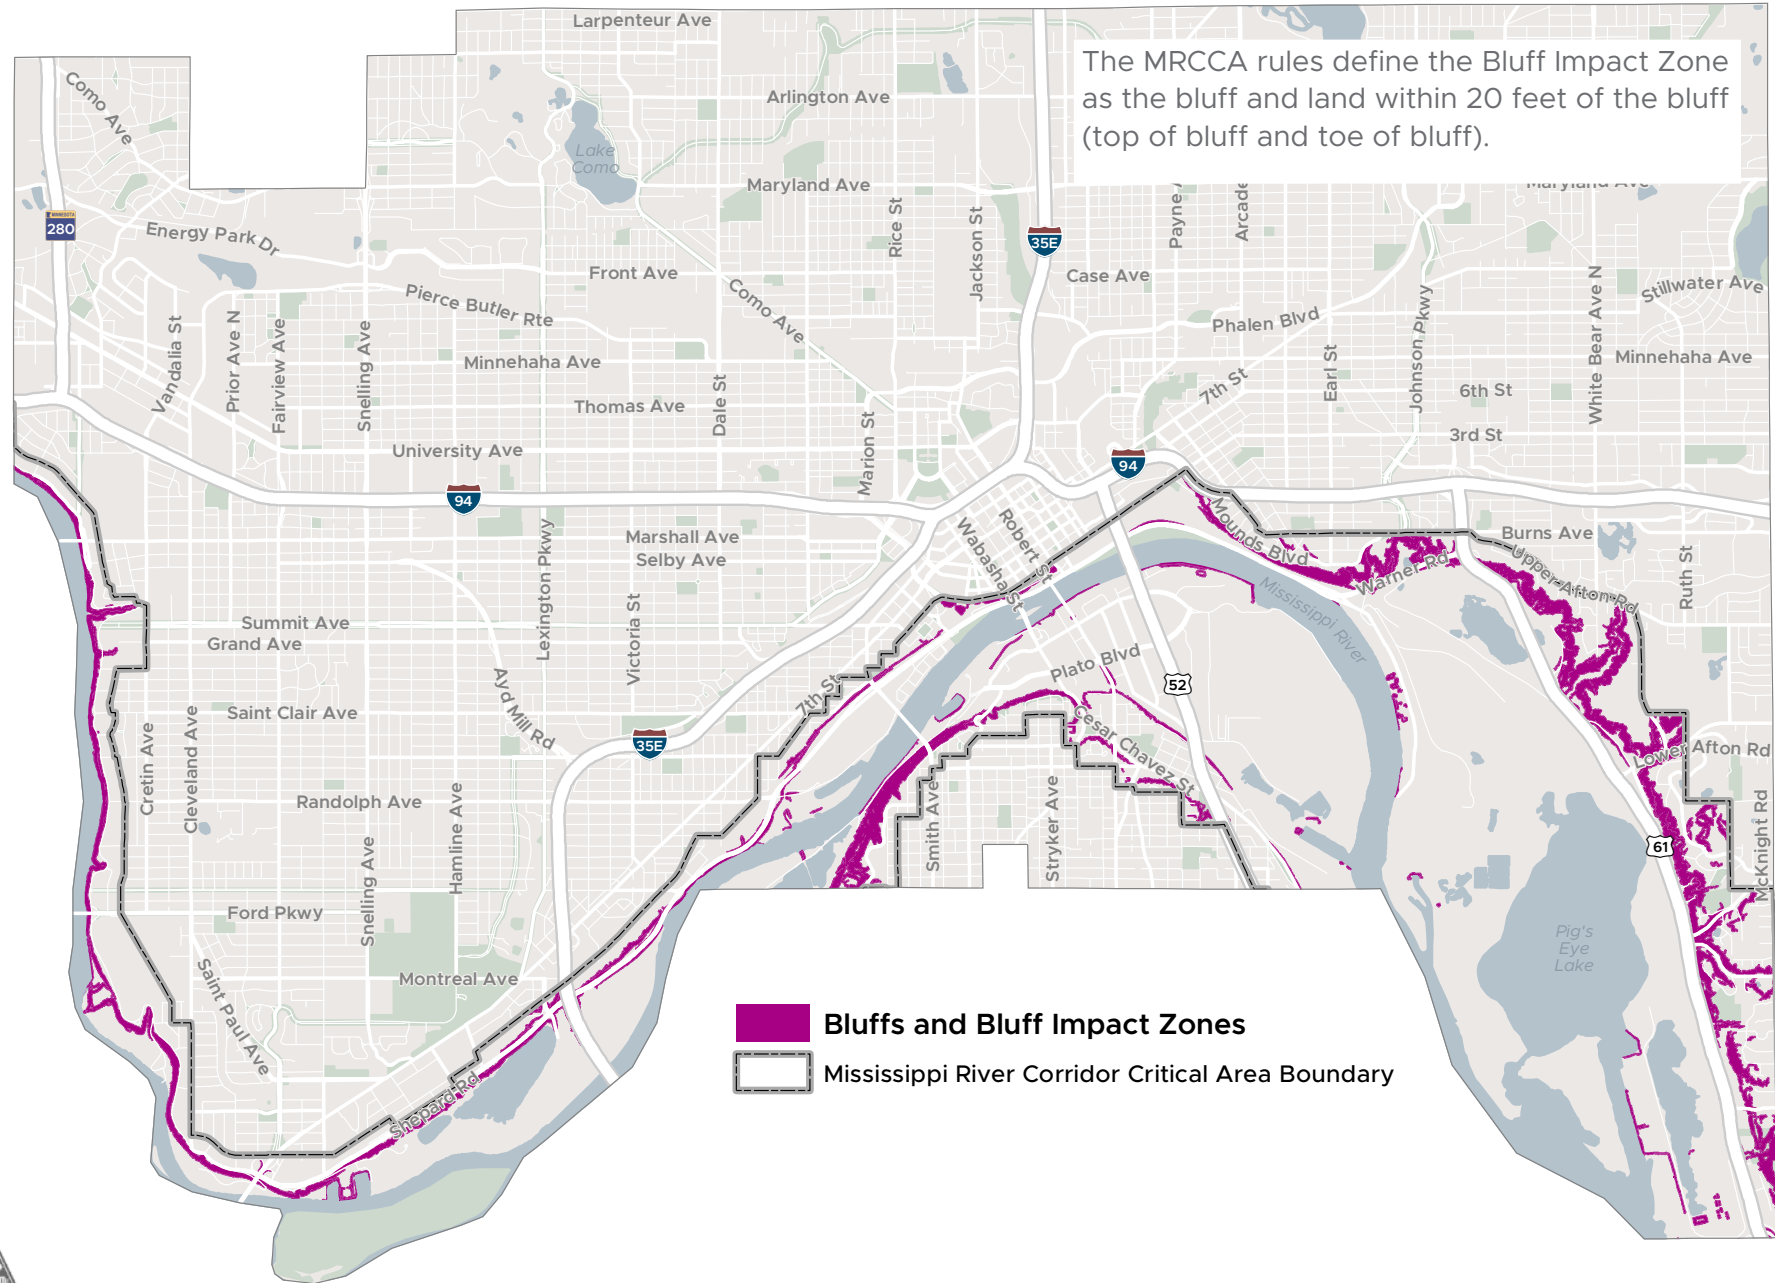 Larpenteur Ave
The MRCCA rules define the Bluff Impact Zone
as the bluff and land within 20 feet of the bluff
(top of bluff and toe of bluff).
Como Ave
Arlington Ave
Lake
Como
Maryland Ave
Maryland Ave
MINNESOTA
280
Energy Park Dr
Rice St
Jackson St
35E
Payne
Arcade
Front Ave
Case Ave
Pierce Butler Rte
Como Ave
Stillwater Ave
Phalen Blvd
Vandalia St
Prior Ave N
Fairview Ave
Snelling Ave
Minnehaha Ave
Minnehaha Ave
Johnson Pkwy
White Bear Ave N
Earl St
7th St
6th St
Thomas Ave
Dale St
Marion St
3rd St
University Ave
94
94
Marshall Ave
Selby Ave
Lexington Pkwy
Wabasha St
Robert St
Mounds Blvd
Burns Ave
Warner Rd
Upper Afton Rd
Ruth St
Mississippi River
Summit Ave
Grand Ave
Victoria St
Plato Blvd
52
Ayd Mill Rd
7th St
Saint Clair Ave
35E
Cesar Chavez St
Lower Afton Rd
Cretin Ave
Cleveland Ave
Randolph Ave
Hamline Ave
Smith Ave
Stryker Ave
61
McKnight Rd
Snelling Ave
Ford Pkwy
Pig's
Eye
Lake
Saint Paul Ave
Montreal Ave
Shepard Rd
Bluffs and Bluff Impact Zones
Mississippi River Corridor Critical Area Boundary